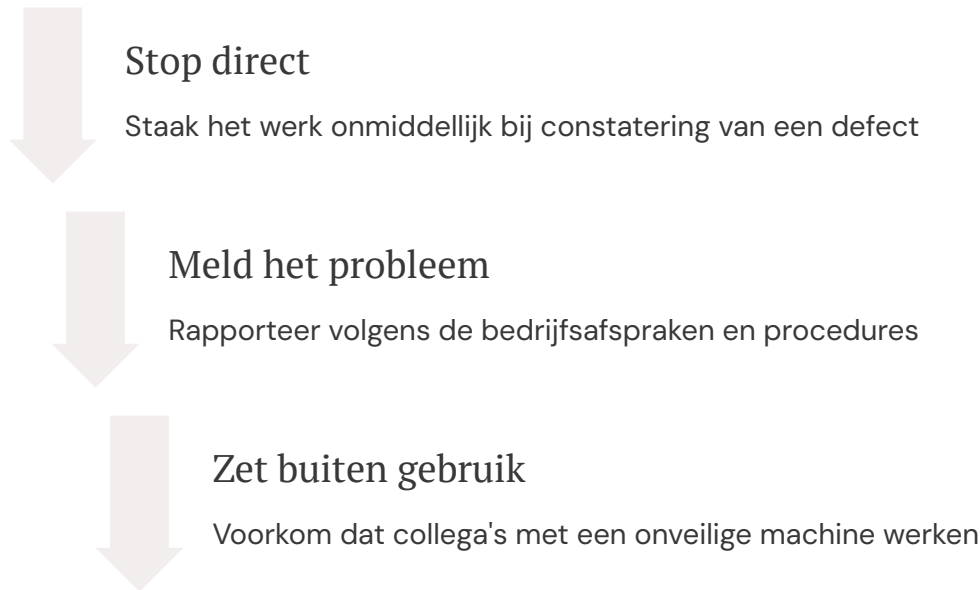 Stop direct
Staak het werk onmiddellijk bij constatering van een defect
Meld het probleem
Rapporteer volgens de bedrijfsafspraken en procedures
Zet buiten gebruik
Voorkom dat collega's met een onveilige machine werken